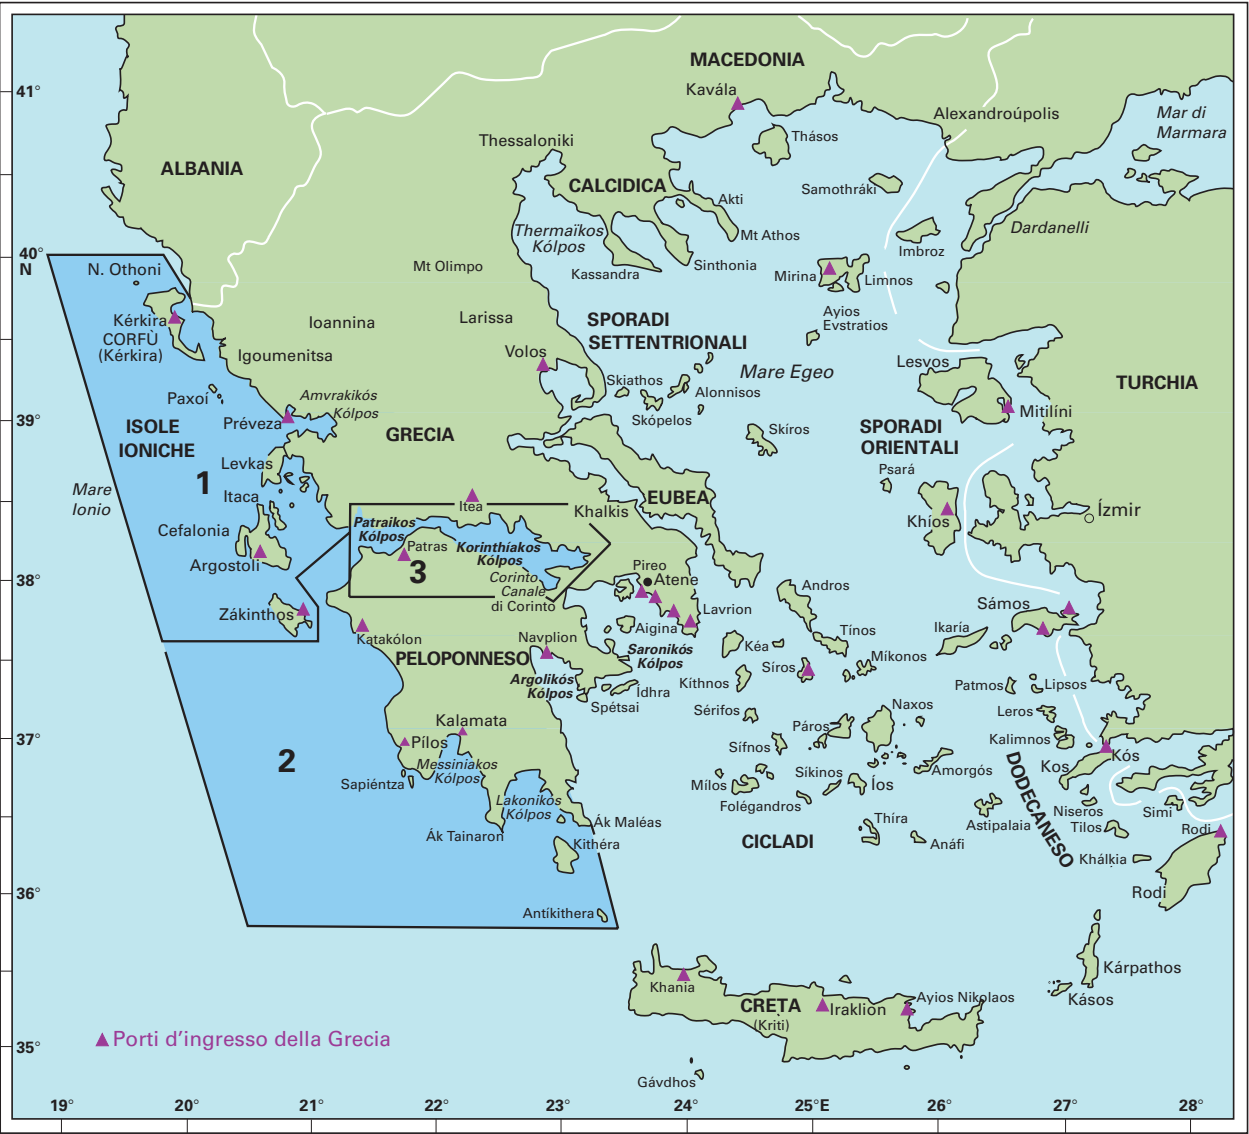 MACEDONIA
41°
Kavála
Alexandroúpolis
Mar di
Marmara
Thásos
Thessaloniki
ALBANIA
CALCIDICA
Samothráki
Akti
Thermaïkos
Kólpos
Mt Athos
Dardanelli
Imbroz
40°
N
N. Othoni
Mt Olimpo
Kassandra
Sinthonia
Mirina
Limnos
Kérkira
CORFÙ
(Kérkira)
Ioannina
Larissa
SPORADI
SETTENTRIONALI
Ayios
Evstratios
Igoumenitsa
Volos
Mare Egeo
Lesvos
TURCHIA
Skiathos
Alonnisos
Paxoí
Amvrakikós
Kólpos
Skópelos
Mitilíni
39°
Préveza
ISOLE
IONICHE
GRECIA
Skíros
SPORADI
ORIENTALI
Levkas
1
Psará
Mare
Ionio
Itaca
EUBEA
Itea
Khalkis
Khíos
Ízmir
Cefalonia
Patraikos
Kólpos
Patras
Korinthíakos
Kólpos
Argostoli
3
38°
Corinto
Canale
di Corinto
Pireo
Atene
Andros
Zákinthos
Lavrion
Sámos
Katakólon
Navplion
Aigina
Saronikós
Kólpos
Kéa
Tínos
Ikaría
PELOPONNESO
Síros
Míkonos
Argolikós
Kólpos
Ídhra
Spétsai
Kíthnos
Patmos
Lipsos
Sérifos
Naxos
Leros
Kalamata
Páros
37°
Pílos
Sífnos
Kalimnos
Kós
2
Messiniakos
Kólpos
Sapiéntza
Mílos
Síkinos
Íos
Amorgós
Kos
DODECANESO
Lakonikós
Kólpos
Folégandros
Niseros
Simi
Ák Maléas
Ák Tainaron
Thíra
Astipalaia
Tilos
Rodi
Kithéra
CICLADI
Anáfi
Khálkia
36°
Rodi
Antíkithera
Kárpathos
Khania
CRETA
(Kriti)
Iraklion
Ayios Nikolaos
Kásos
Porti d'ingresso della Grecia
35°
Gávdhos
19°
20°
21°
22°
23°
24°
25°E
26°
27°
28°